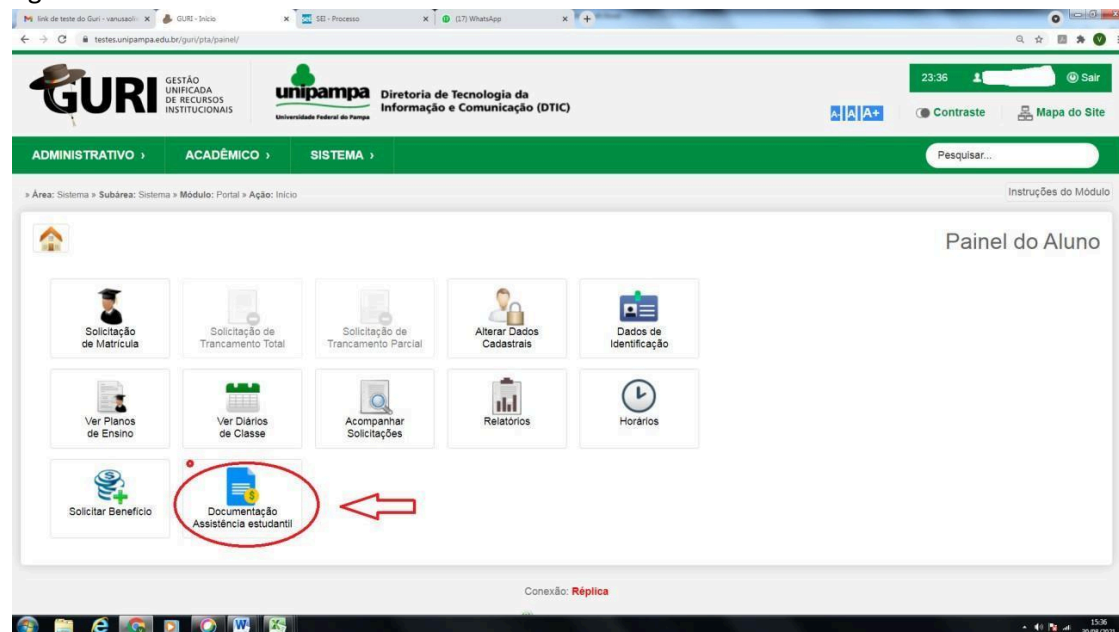 link de teste do Guri - vanusaoli
GURI - Início
SEI - Processo
(17) WhatsApp
testes.unipampa.edu.br/guri/pta/painel/
GURI
GESTÃO
UNIFICADA
DE RECURSOS
INSTITUCIONAIS
unipampa
Universidade Federal do Pampa
Diretoria de Tecnologia da
Informação e Comunicação (DTIC)
23:36
Sair
A- A A+
Contraste
Mapa do Site
ADMINISTRATIVO ›
ACADÊMICO ›
SISTEMA ›
Pesquisar...
» Área: Sistema » Subárea: Sistema » Módulo: Portal » Ação: Início
Instruções do Módulo
Painel do Aluno
Solicitação
de Matrícula
Solicitação de
Trancamento Total
Solicitação de
Trancamento Parcial
Alterar Dados
Cadastrais
Dados de
Identificação
Ver Planos
de Ensino
Ver Diários
de Classe
Acompanhar
Solicitações
Relatórios
Horários
Solicitar Benefício
Documentação
Assistência estudantil
Conexão: Réplica
15:36